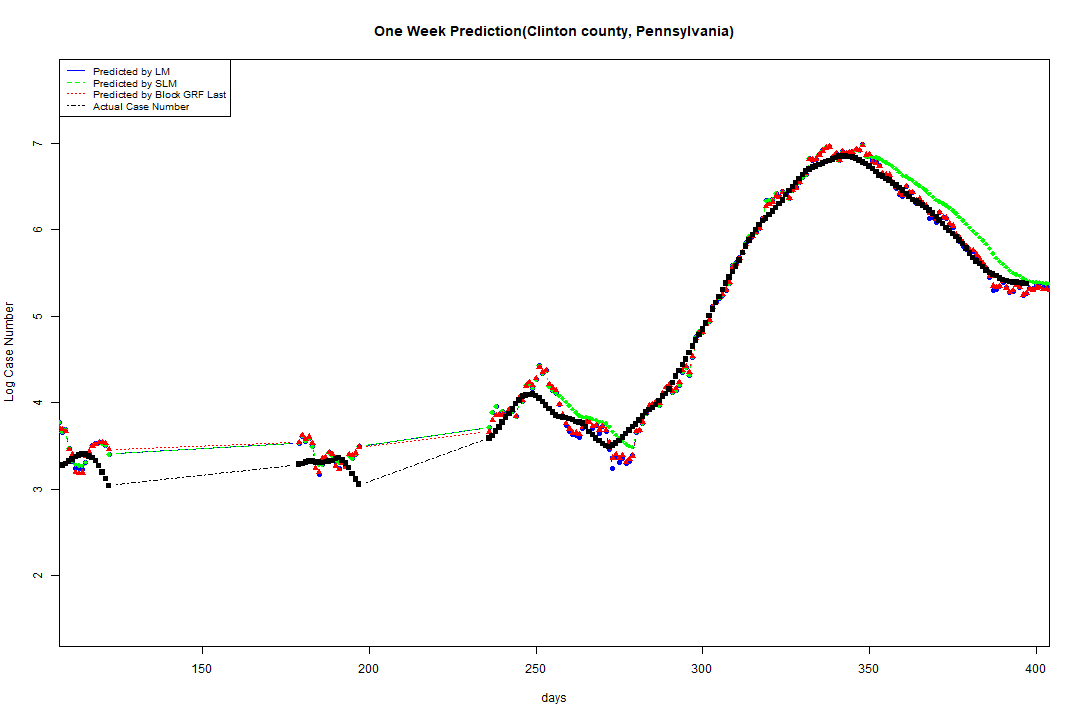 One Week Prediction(Clinton county, Pennsylvania)
Predicted by LM
Predicted by SLM
Predicted by Block GRF Last
Actual Case Number
7
6
5
4
3
2
Log Case Number
150 200 250 300 350 400
days